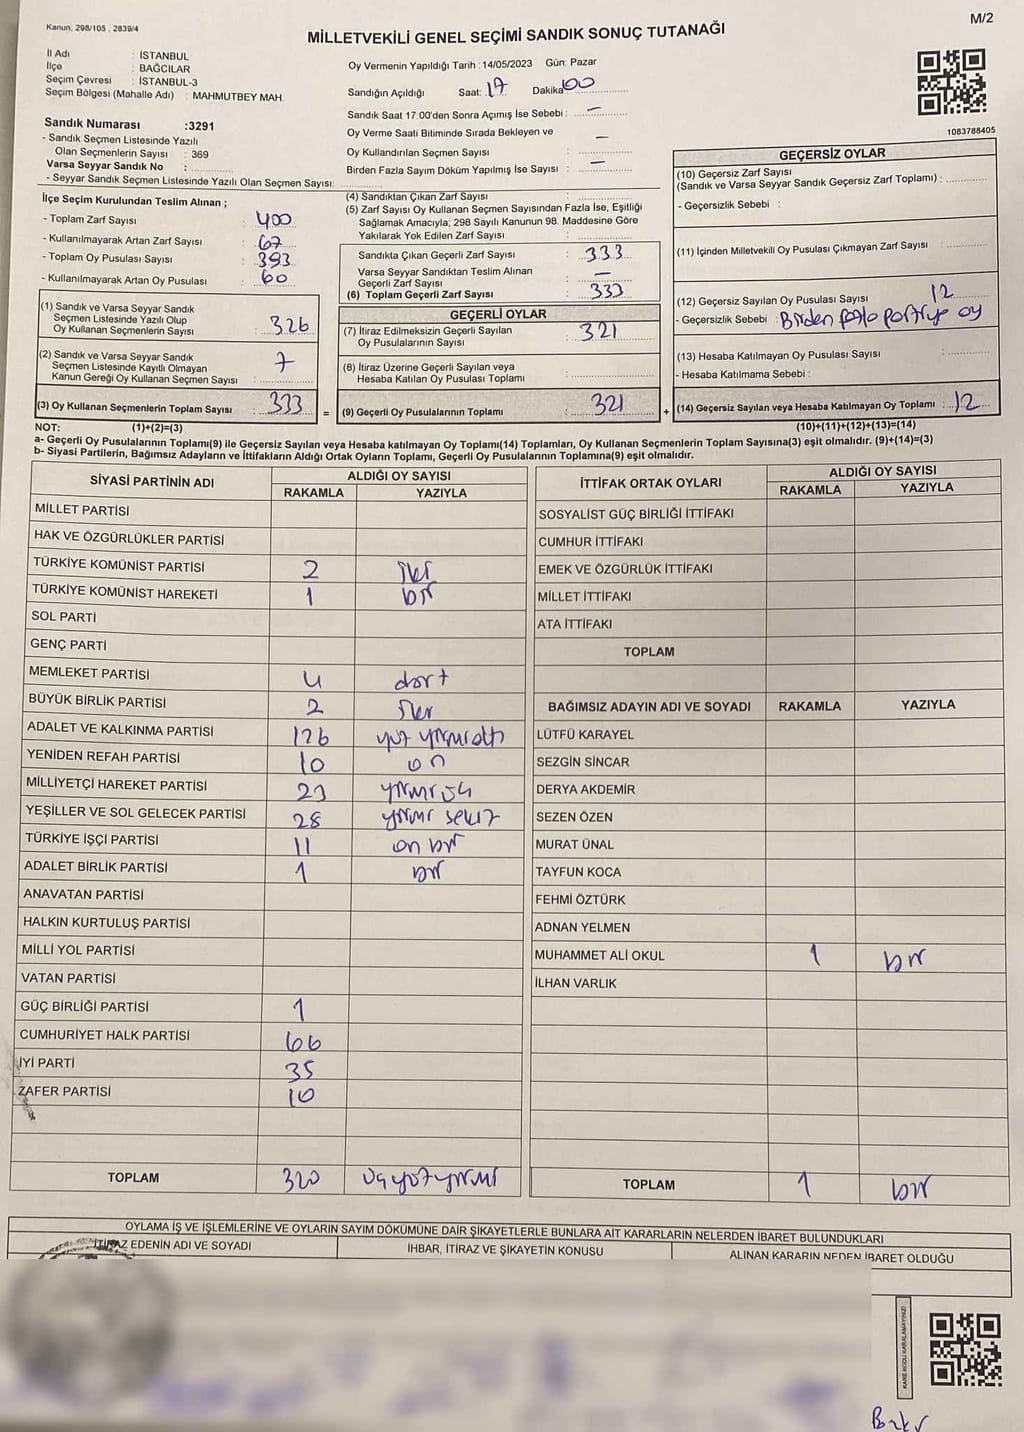 Kanun; 298/105 , 2839/4
M/2
MİLLETVEKİLİ GENEL SEÇİMİ SANDIK SONUÇ TUTANAĞI
İl Adı : İSTANBUL
İlçe : BAĞCILAR
Seçim Çevresi : İSTANBUL-3
Seçim Bölgesi (Mahalle Adı) : MAHMUTBEY MAH.
Oy Vermenin Yapıldığı Tarih :14/05/2023 Gün: Pazar
Sandığın Açıldığı Saat: 17 Dakika 00
Sandık Saat 17:00'den Sonra Açımış İse Sebebi : —
Oy Verme Saati Bitiminde Sırada Bekleyen ve
Oy Kullandırılan Seçmen Sayısı : —
Birden Fazla Sayım Döküm Yapılmış İse Sayısı : —
1083788405
Sandık Numarası :3291
- Sandık Seçmen Listesinde Yazılı
Olan Seçmenlerin Sayısı : 369
Varsa Seyyar Sandık No :
- Seyyar Sandık Seçmen Listesinde Yazılı Olan Seçmen Sayısı:
İlçe Seçim Kurulundan Teslim Alınan ;
- Toplam Zarf Sayısı : 400
- Kullanılmayarak Artan Zarf Sayısı : 67
- Toplam Oy Pusulası Sayısı : 393
- Kullanılmayarak Artan Oy Pusulası : 60
(1) Sandık ve Varsa Seyyar Sandık
Seçmen Listesinde Yazılı Olup
Oy Kullanan Seçmenlerin Sayısı : 326
(2) Sandık ve Varsa Seyyar Sandık
Seçmen Listesinde Kayıtlı Olmayan
Kanun Gereği Oy Kullanan Seçmen Sayısı : 7
(3) Oy Kullanan Seçmenlerin Toplam Sayısı : 333 =
(4) Sandıktan Çıkan Zarf Sayısı :
(5) Zarf Sayısı Oy Kullanan Seçmen Sayısından Fazla İse, Eşitliği
Sağlamak Amacıyla; 298 Sayılı Kanunun 98. Maddesine Göre
Yakılarak Yok Edilen Zarf Sayısı :
Sandıkta Çıkan Geçerli Zarf Sayısı : 333
Varsa Seyyar Sandıktan Teslim Alınan
Geçerli Zarf Sayısı : —
(6) Toplam Geçerli Zarf Sayısı : 333
GEÇERLİ OYLAR
(7) İtiraz Edilmeksizin Geçerli Sayılan
Oy Pusulalarının Sayısı : 321
(8) İtiraz Üzerine Geçerli Sayılan veya
Hesaba Katılan Oy Pusulası Toplamı :
(9) Geçerli Oy Pusulalarının Toplamı : 321 +
GEÇERSİZ OYLAR
(10) Geçersiz Zarf Sayısı
(Sandık ve Varsa Seyyar Sandık Geçersiz Zarf Toplamı) :
- Geçersizlik Sebebi :
(11) İçinden Milletvekili Oy Pusulası Çıkmayan Zarf Sayısı :
(12) Geçersiz Sayılan Oy Pusulası Sayısı : 12
- Geçersizlik Sebebi : Birden fazla partiye oy
(13) Hesaba Katılmayan Oy Pusulası Sayısı :
- Hesaba Katılmama Sebebi :
(14) Geçersiz Sayılan veya Hesaba Katılmayan Oy Toplamı : 12
(10)+(11)+(12)+(13)=(14)
NOT: (1)+(2)=(3)
a- Geçerli Oy Pusulalarının Toplamı(9) ile Geçersiz Sayılan veya Hesaba katılmayan Oy Toplamı(14) Toplamları, Oy Kullanan Seçmenlerin Toplam Sayısına(3) eşit olmalıdır. (9)+(14)=(3)
b- Siyasi Partilerin, Bağımsız Adayların ve İttifakların Aldığı Ortak Oyların Toplamı, Geçerli Oy Pusulalarının Toplamına(9) eşit olmalıdır.
SİYASİ PARTİNİN ADI ALDIĞI OY SAYISI
RAKAMLA YAZIYLA
MİLLET PARTİSİ
HAK VE ÖZGÜRLÜKLER PARTİSİ
TÜRKİYE KOMÜNİST PARTİSİ 2 iki
TÜRKİYE KOMÜNİST HAREKETİ 1 bir
SOL PARTİ
GENÇ PARTİ
MEMLEKET PARTİSİ 4 dört
BÜYÜK BİRLİK PARTİSİ 2 iki
ADALET VE KALKINMA PARTİSİ 126 yüz yirmi altı
YENİDEN REFAH PARTİSİ 10 on
MİLLİYETÇİ HAREKET PARTİSİ 23 yirmi üç
YEŞİLLER VE SOL GELECEK PARTİSİ 28 yirmi sekiz
TÜRKİYE İŞÇİ PARTİSİ 11 on bir
ADALET BİRLİK PARTİSİ 1 bir
ANAVATAN PARTİSİ
HALKIN KURTULUŞ PARTİSİ
MİLLİ YOL PARTİSİ
VATAN PARTİSİ
GÜÇ BİRLİĞİ PARTİSİ 1
CUMHURİYET HALK PARTİSİ 66
İYİ PARTİ 35
ZAFER PARTİSİ 10
TOPLAM 320 üçyüz yirmi
İTTİFAK ORTAK OYLARI ALDIĞI OY SAYISI
RAKAMLA YAZIYLA
SOSYALİST GÜÇ BİRLİĞİ İTTİFAKI
CUMHUR İTTİFAKI
EMEK VE ÖZGÜRLÜK İTTİFAKI
MİLLET İTTİFAKI
ATA İTTİFAKI
TOPLAM
BAĞIMSIZ ADAYIN ADI VE SOYADI RAKAMLA YAZIYLA
LÜTFÜ KARAYEL
SEZGİN SİNCAR
DERYA AKDEMİR
SEZEN ÖZEN
MURAT ÜNAL
TAYFUN KOCA
FEHMİ ÖZTÜRK
ADNAN YELMEN
MUHAMMET ALİ OKUL 1 bir
İLHAN VARLIK
TOPLAM 1 bir
OYLAMA İŞ VE İŞLEMLERİNE VE OYLARIN SAYIM DÖKÜMÜNE DAİR ŞİKAYETLERLE BUNLARA AİT KARARLARIN NELERDEN İBARET BULUNDUKLARI
İTİRAZ EDENİN ADI VE SOYADI
İHBAR, İTİRAZ VE ŞİKAYETİN KONUSU
ALINAN KARARIN NEDEN İBARET OLDUĞU
KARE KODU KARALAMAYINIZ!